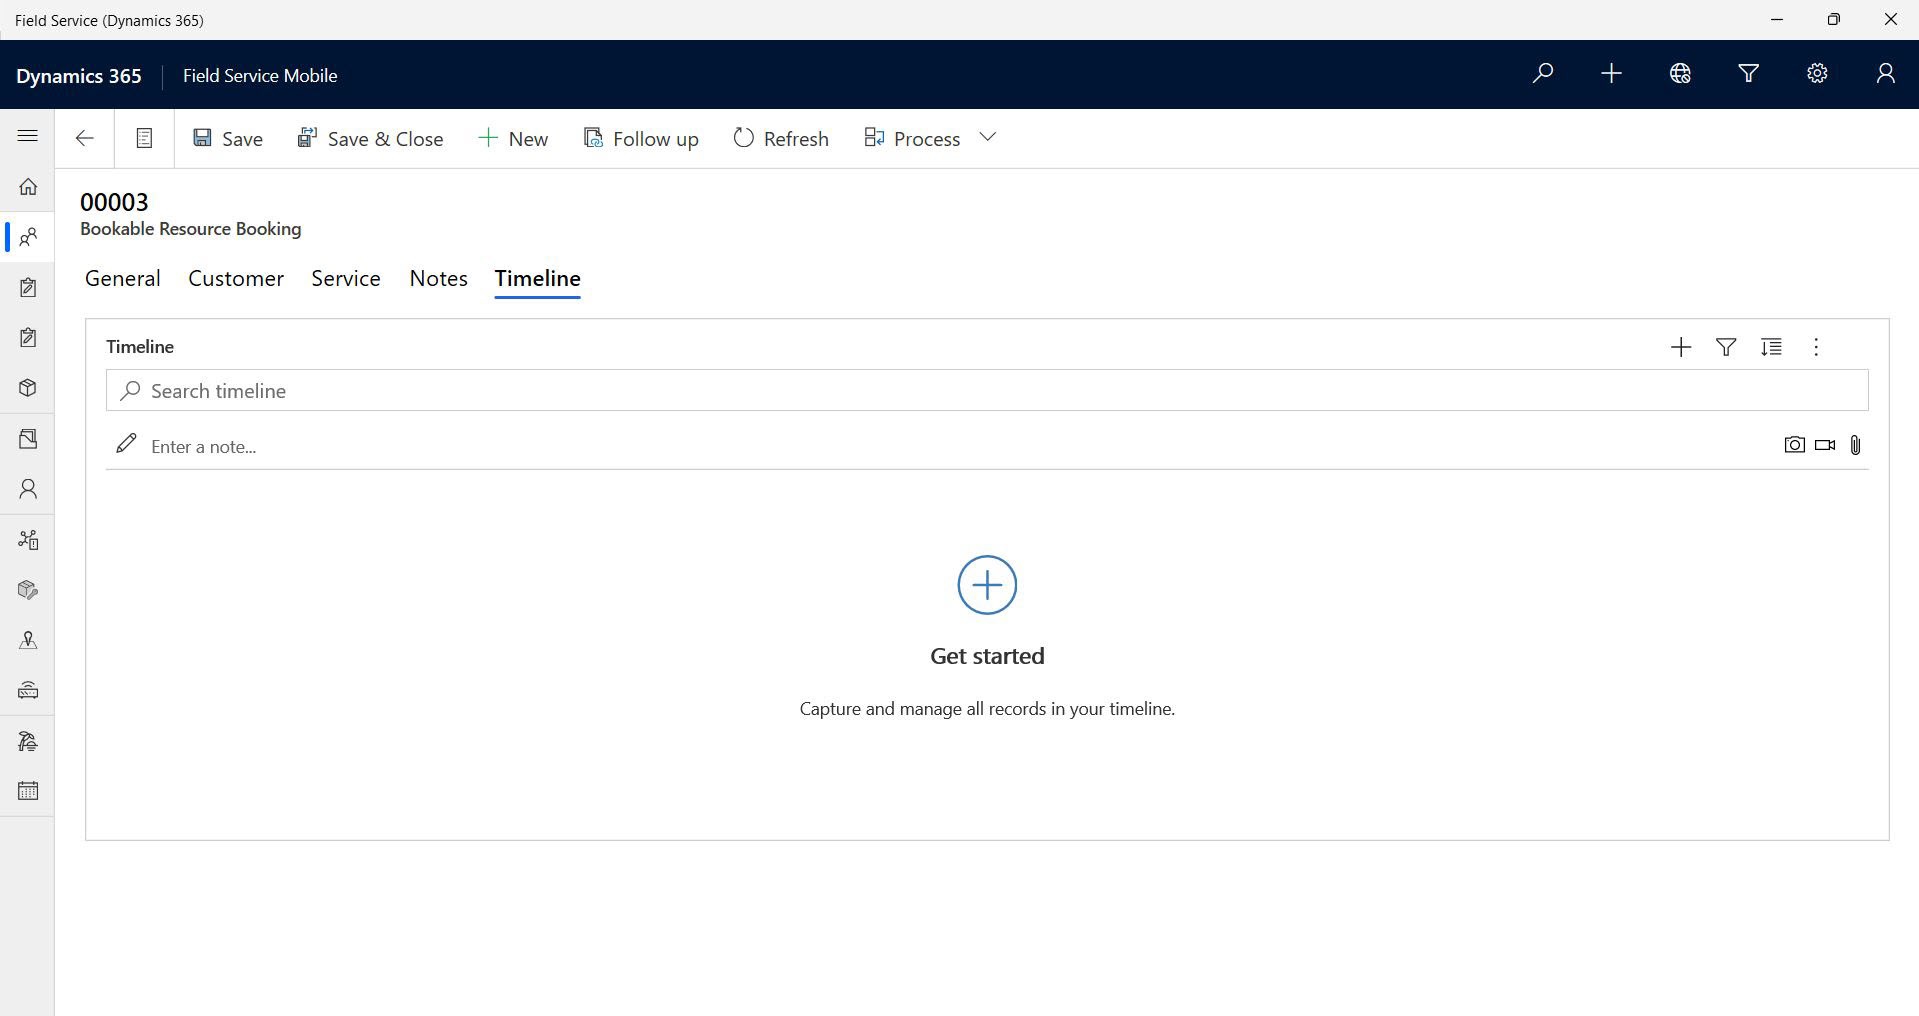 Field Service (Dynamics 365)
Dynamics 365 Field Service Mobile
Save Save & Close New Follow up Refresh Process
00003
Bookable Resource Booking
General Customer Service Notes Timeline
Timeline
Search timeline
Enter a note...
Get started
Capture and manage all records in your timeline.